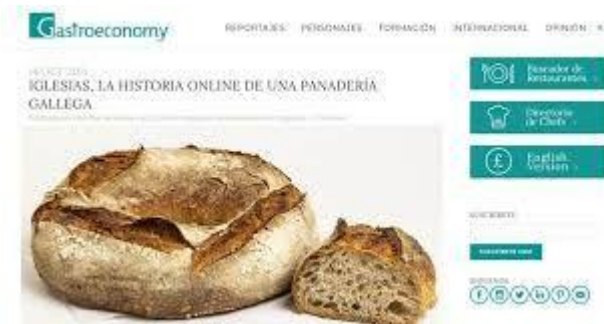 Gastroeconomy
REPORTAJES PERSONAJES FORMACIÓN INTERNACIONAL OPINIÓN
IGLESIAS, LA HISTORIA ONLINE DE UNA PANADERÍA
GALLEGA
Buscador de
Restaurantes
Directorio
de Chefs
English
Version
SUSCRÍBETE